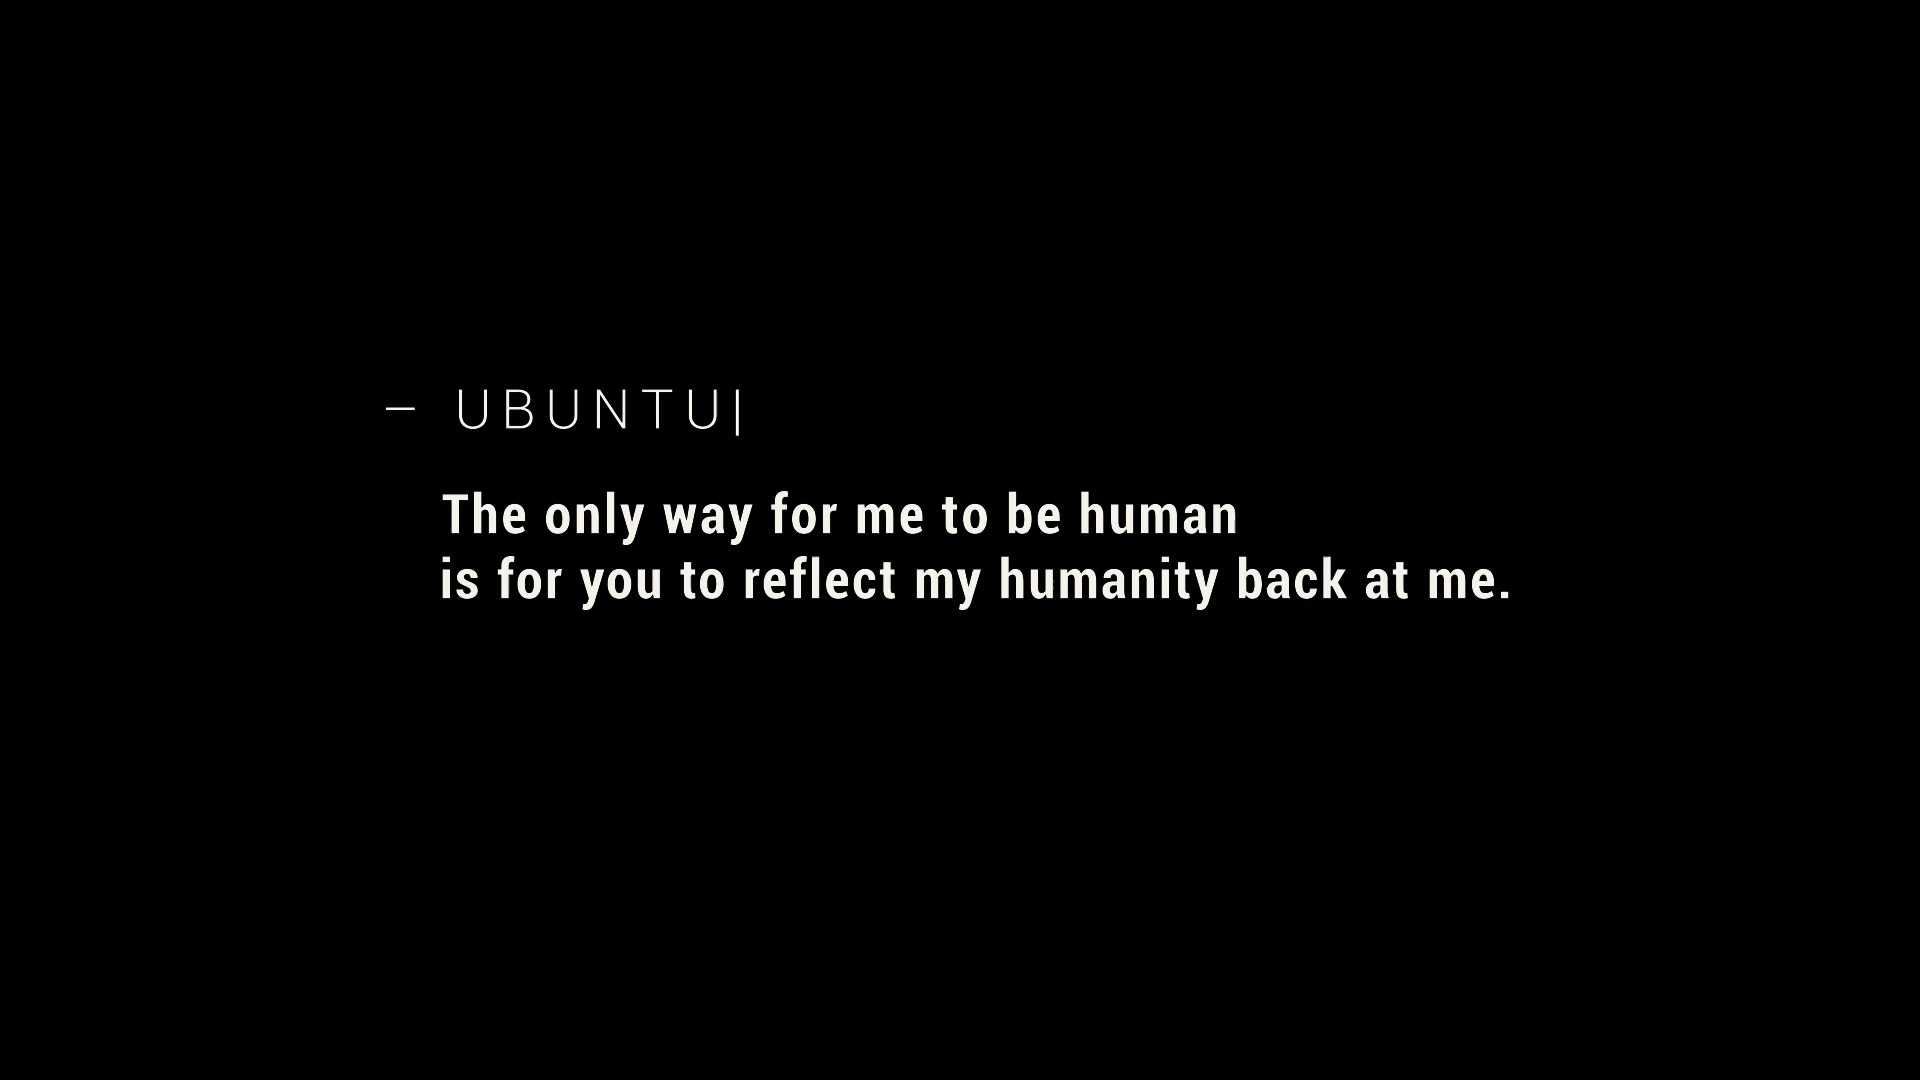 — UBUNTU|
The only way for me to be human
is for you to reflect my humanity back at me.